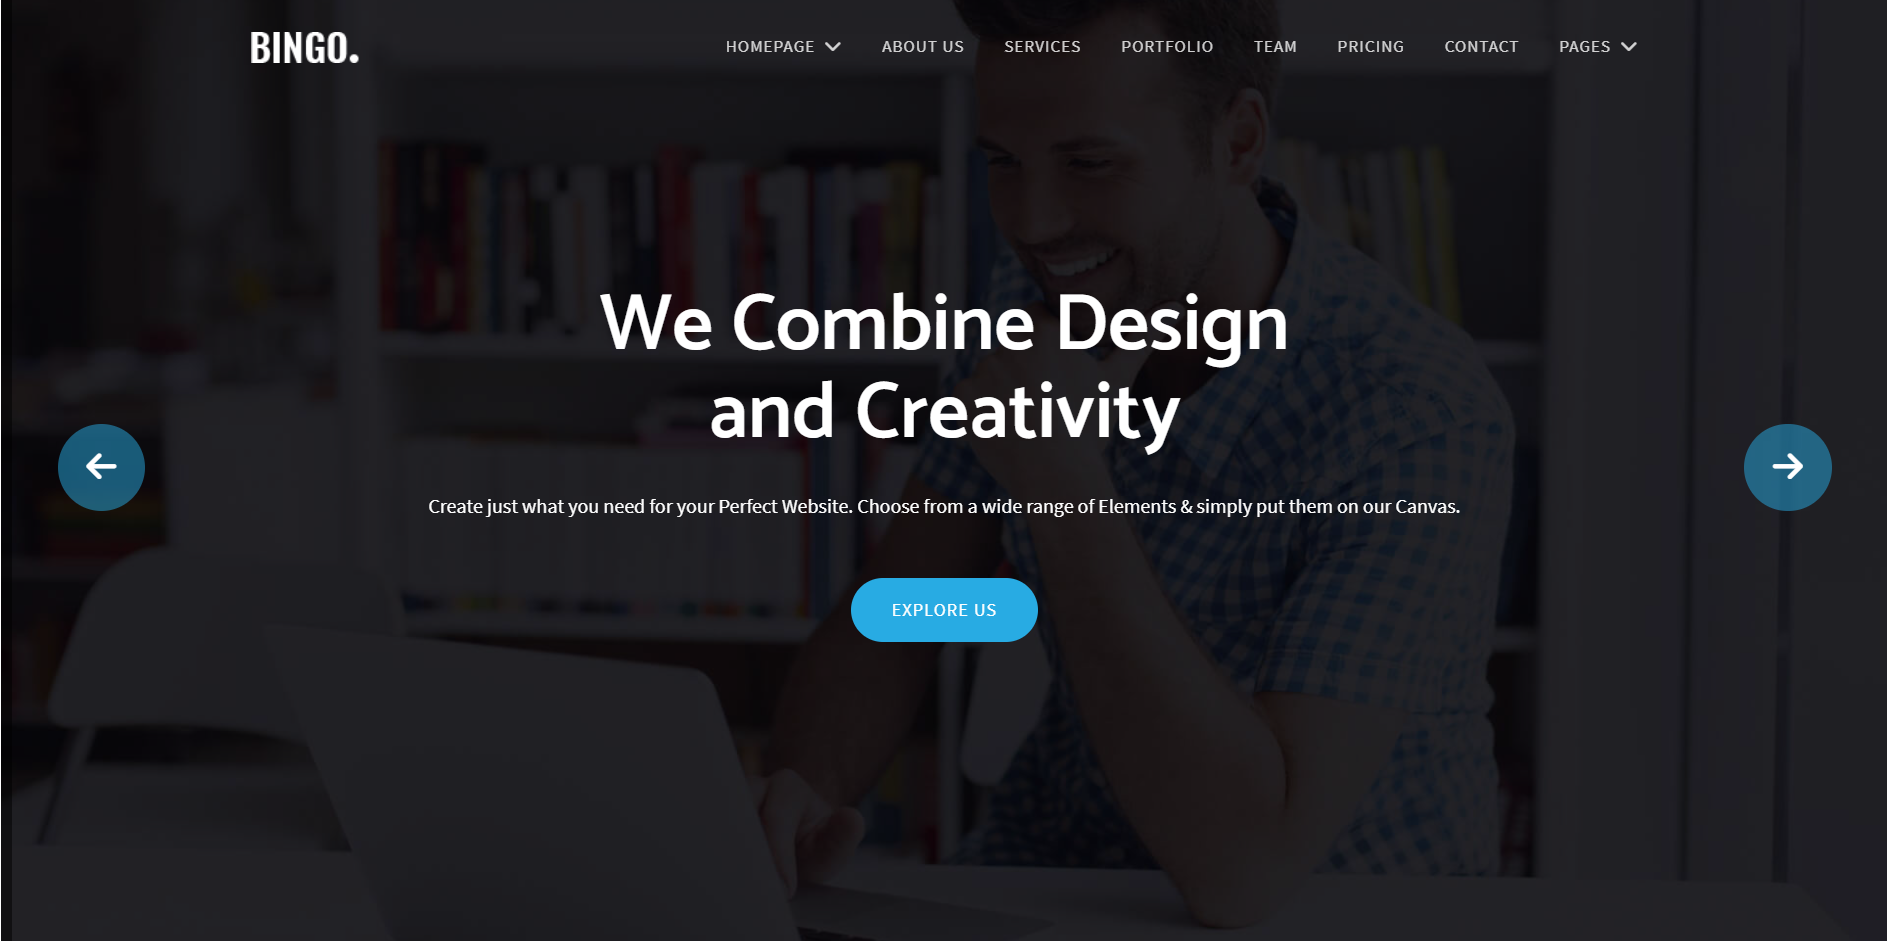 BINGO.
HOMEPAGE ABOUT US SERVICES PORTFOLIO TEAM PRICING CONTACT PAGES
We Combine Design
and Creativity
Create just what you need for your Perfect Website. Choose from a wide range of Elements & simply put them on our Canvas.
EXPLORE US